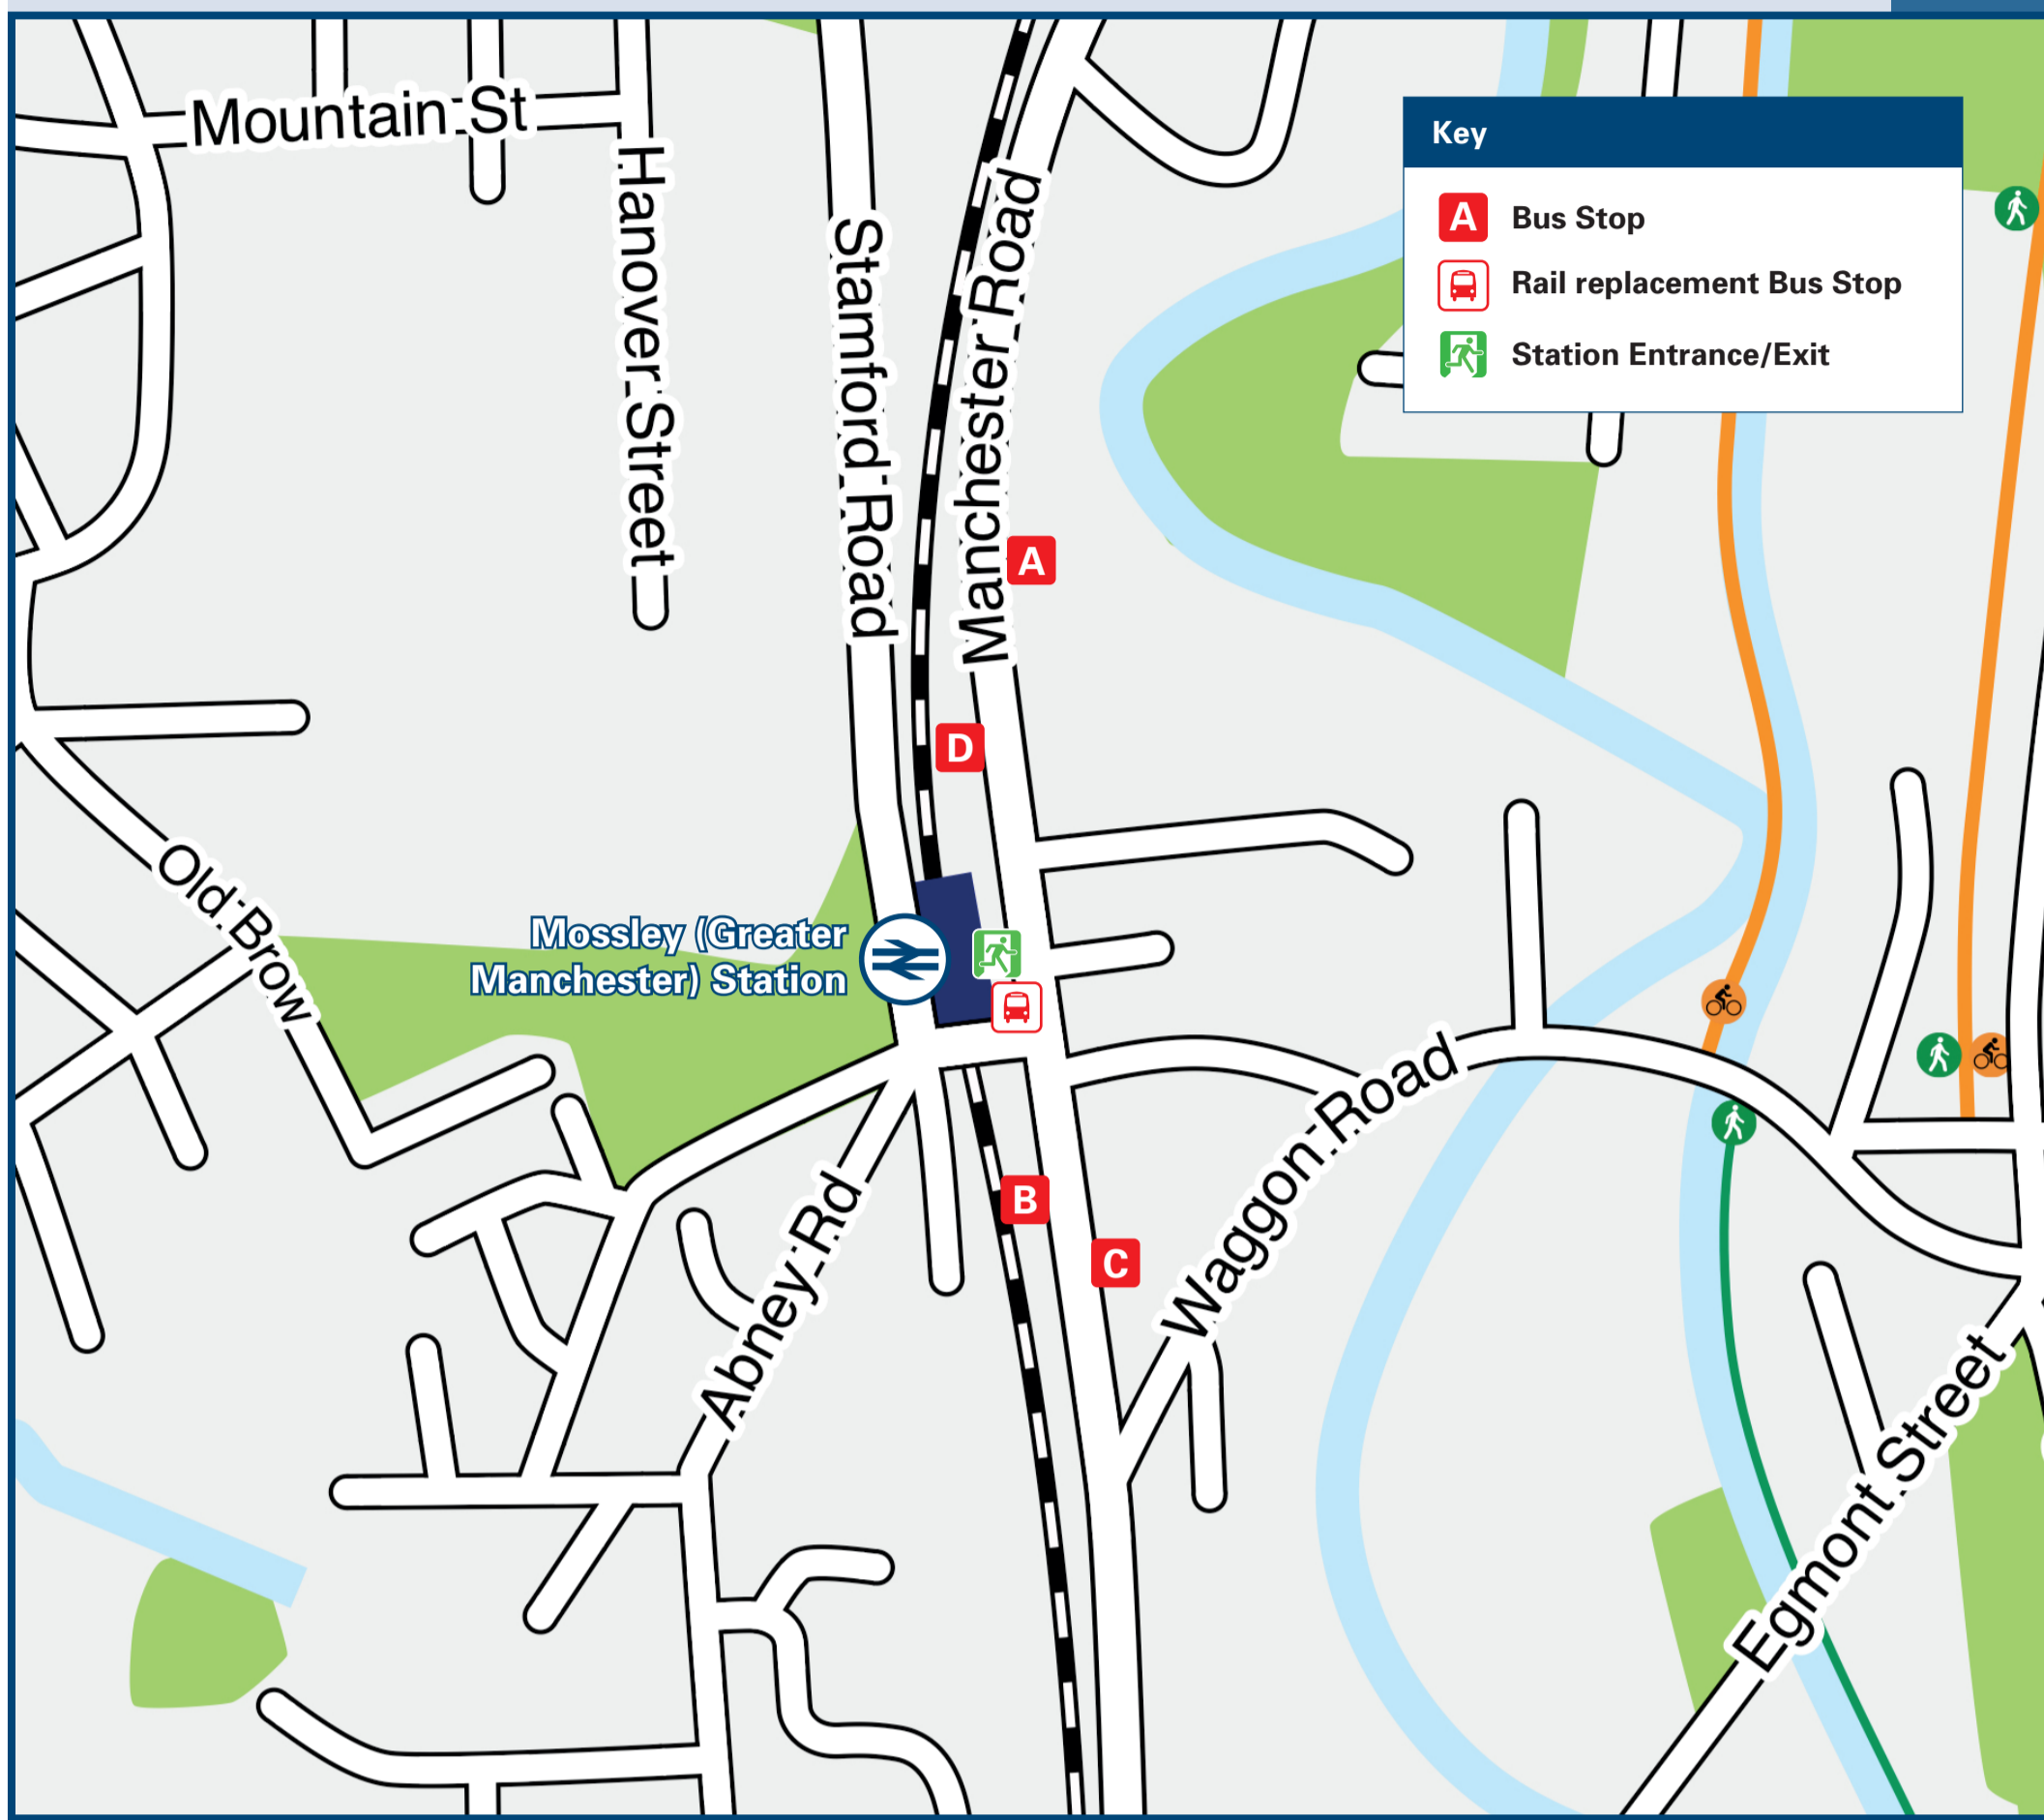 Mountain St
Hanover Street
Stamford Road
Manchester Road
Key
A
Bus Stop
Rail replacement Bus Stop
Station Entrance/Exit
A
D
Old Brow
Mossley (Greater
Manchester) Station
Abney Rd
B
C
Waggon Road
Egmont Street